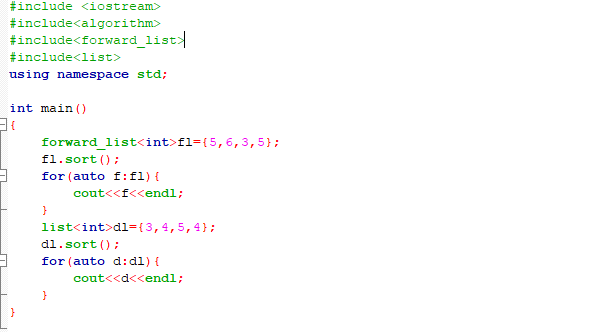 #include <iostream>
#include<algorithm>
#include<forward_list>
#include<list>
using namespace std;
int main()
{
forward_list<int>fl={5,6,3,5};
fl.sort();
for(auto f:fl){
cout<<f<<endl;
}
list<int>dl={3,4,5,4};
dl.sort();
for(auto d:dl){
cout<<d<<endl;
}
}